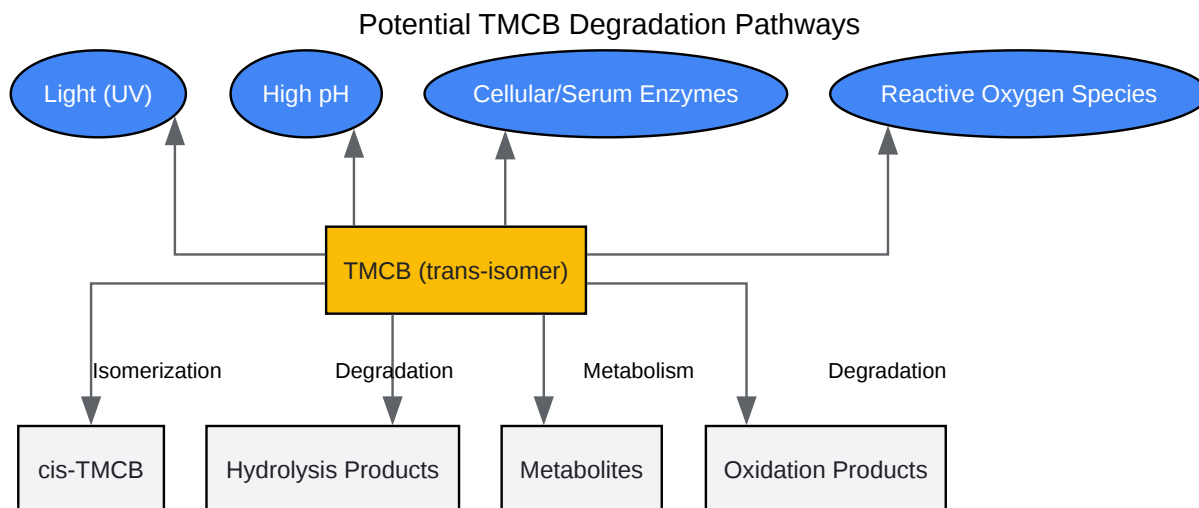 Potential TMCB Degradation Pathways
Light (UV)
High pH
Cellular/Serum Enzymes
Reactive Oxygen Species
TMCB (trans-isomer)
Isomerization
Degradation
Metabolism
Degradation
cis-TMCB
Hydrolysis Products
Metabolites
Oxidation Products